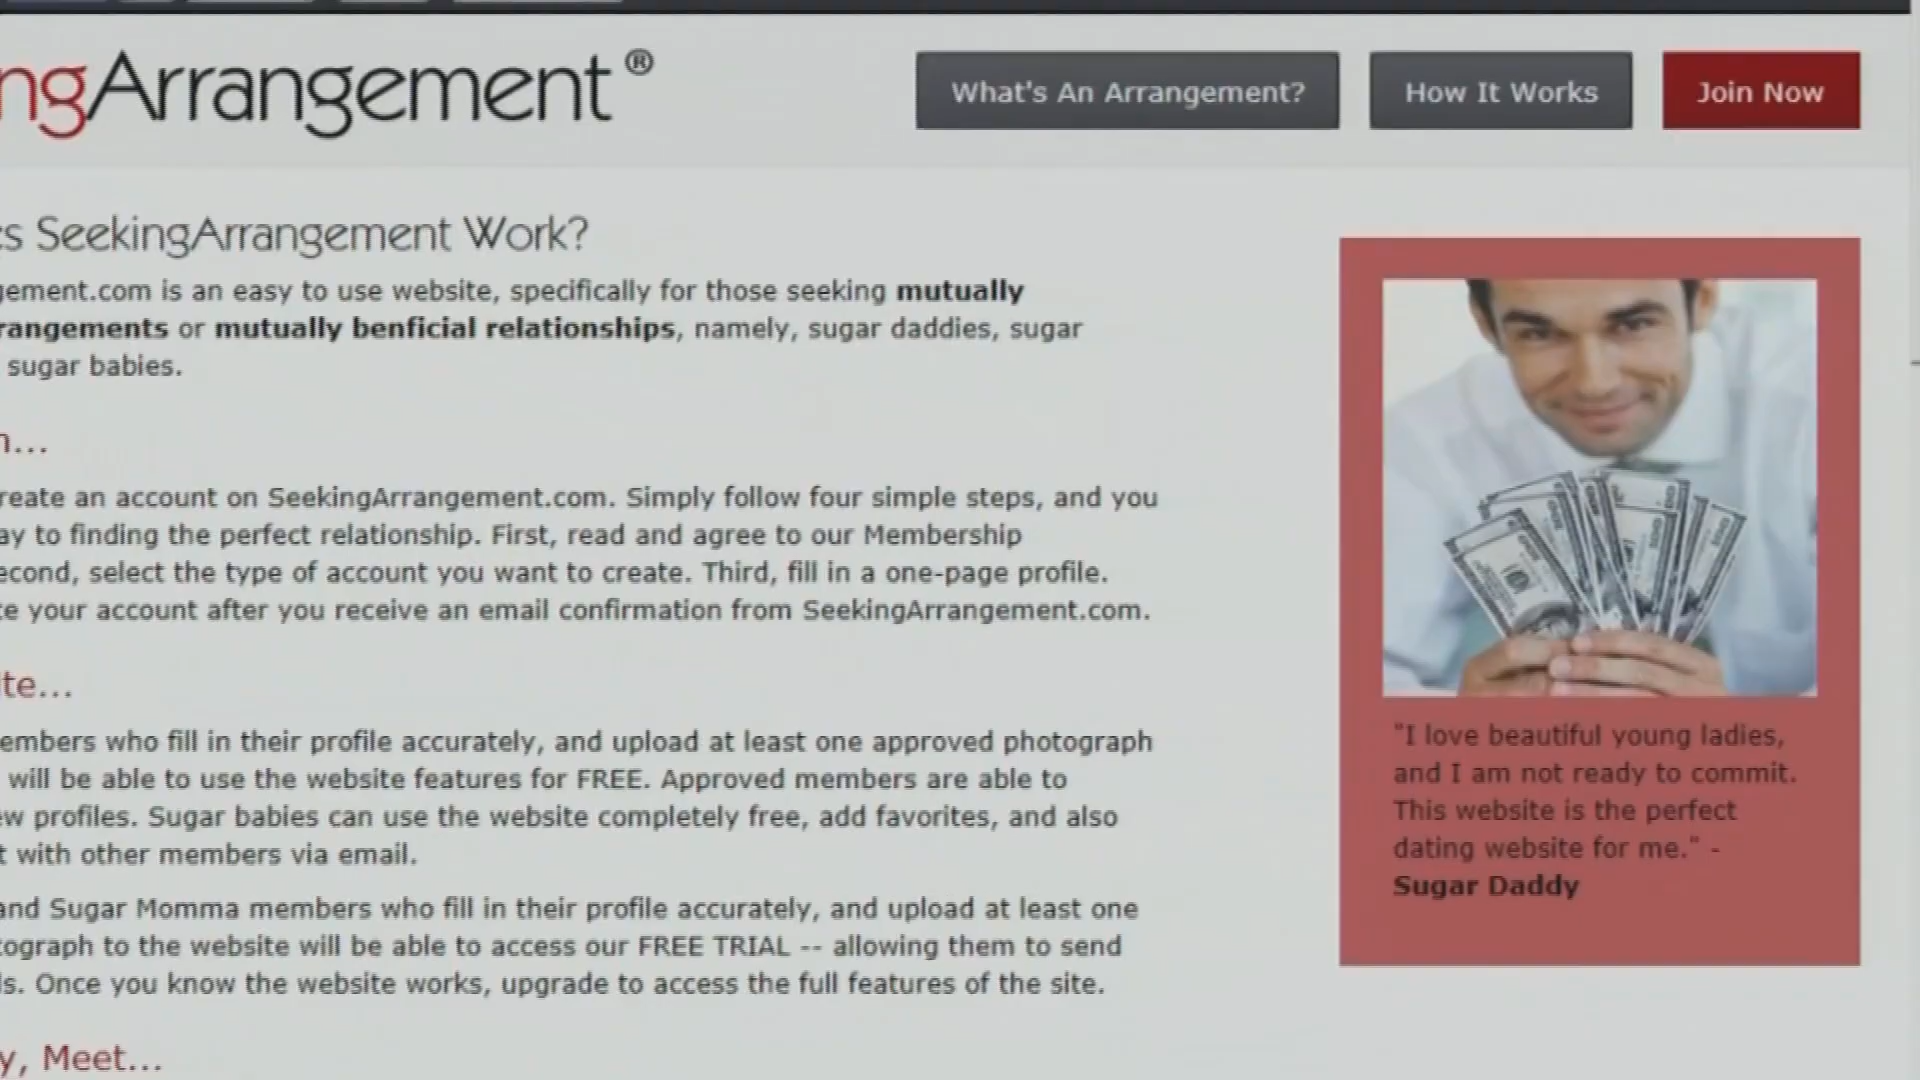 ngArrangement®
What's An Arrangement?
How It Works
Join Now
es SeekingArrangement Work?
gement.com is an easy to use website, specifically for those seeking mutually
rangements or mutually benficial relationships, namely, sugar daddies, sugar
sugar babies.
n...
reate an account on SeekingArrangement.com. Simply follow four simple steps, and you
ay to finding the perfect relationship. First, read and agree to our Membership
econd, select the type of account you want to create. Third, fill in a one-page profile.
te your account after you receive an email confirmation from SeekingArrangement.com.
ite...
embers who fill in their profile accurately, and upload at least one approved photograph
will be able to use the website features for FREE. Approved members are able to
ew profiles. Sugar babies can use the website completely free, add favorites, and also
t with other members via email.
and Sugar Momma members who fill in their profile accurately, and upload at least one
tograph to the website will be able to access our FREE TRIAL -- allowing them to send
ls. Once you know the website works, upgrade to access the full features of the site.
y, Meet...
"I love beautiful young ladies,
and I am not ready to commit.
This website is the perfect
dating website for me." -
Sugar Daddy